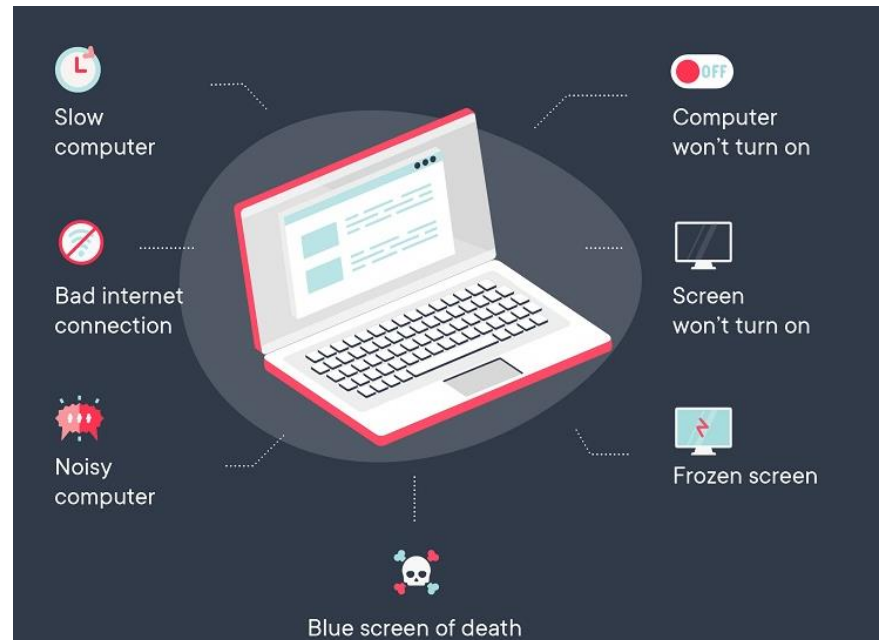 Slow
computer
Bad internet
connection
Noisy
computer
OFF
Computer
won't turn on
Screen
won't turn on
Frozen screen
Blue screen of death